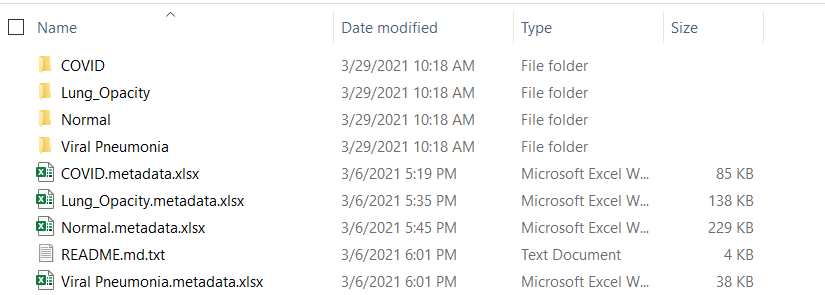 Name Date modified Type Size
COVID 3/29/2021 10:18 AM File folder
Lung_Opacity 3/29/2021 10:18 AM File folder
Normal 3/29/2021 10:18 AM File folder
Viral Pneumonia 3/29/2021 10:18 AM File folder
COVID.metadata.xlsx 3/6/2021 5:19 PM Microsoft Excel W... 85 KB
Lung_Opacity.metadata.xlsx 3/6/2021 5:35 PM Microsoft Excel W... 138 KB
Normal.metadata.xlsx 3/6/2021 5:45 PM Microsoft Excel W... 229 KB
README.md.txt 3/6/2021 6:01 PM Text Document 4 KB
Viral Pneumonia.metadata.xlsx 3/6/2021 6:01 PM Microsoft Excel W... 38 KB